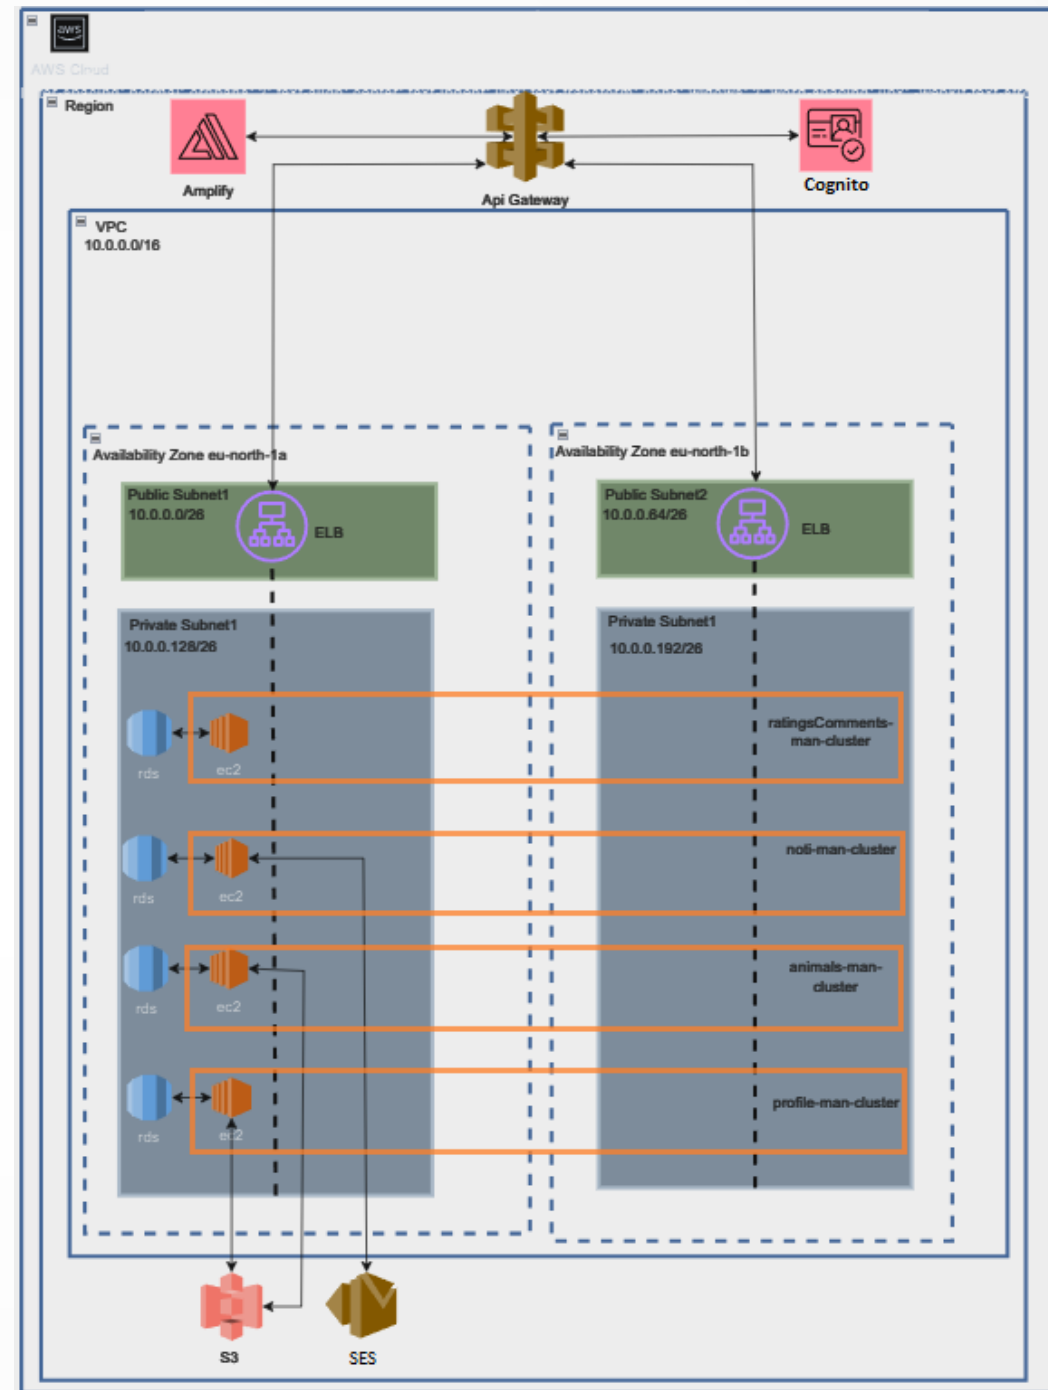 aws
AWS Cloud
Region
Amplify
Api Gateway
Cognito
VPC
10.0.0.0/16
Availability Zone eu-north-1a
Public Subnet1
10.0.0.0/26
ELB
Private Subnet1
10.0.0.128/26
rds
ec2
rds
ec2
rds
ec2
rds
ec2
Availability Zone eu-north-1b
Public Subnet2
10.0.0.64/26
ELB
Private Subnet1
10.0.0.192/26
ratingsComments-
man-cluster
noti-man-cluster
animals-man-
cluster
profile-man-cluster
S3
SES